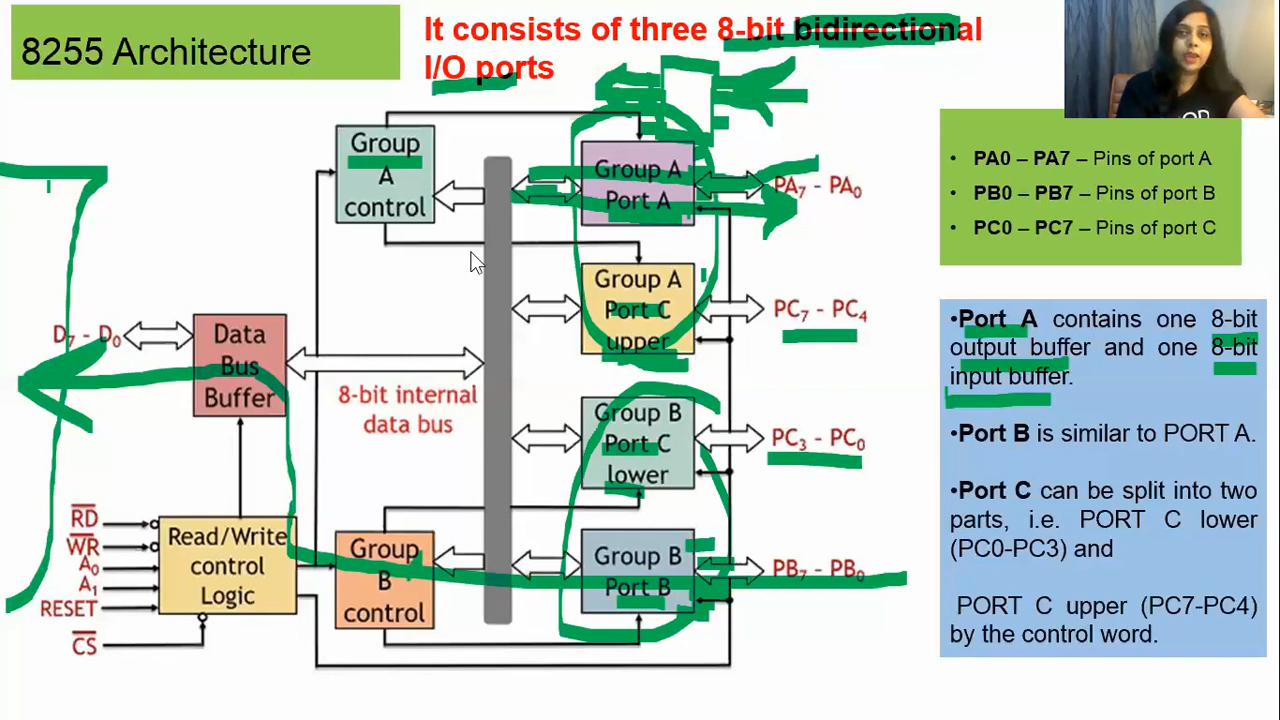 8255 Architecture
It consists of three 8-bit bidirectional
I/O ports
Group
A
control
Group A
Port A
PA7 - PA0
Group A
Port C
upper
PC7 - PC4
D7 - D0
Data
Bus
Buffer
8-bit internal
data bus
Group B
Port C
lower
PC3 - PC0
RD
WR
A0
A1
RESET
CS
Read/Write
control
Logic
Group
B
control
Group B
Port B
PB7 - PB0
• PA0 – PA7 - Pins of port A
• PB0 – PB7 - Pins of port B
• PC0 – PC7 – Pins of port C
•Port A contains one 8-bit
output buffer and one 8-bit
input buffer.
•Port B is similar to PORT A.
•Port C can be split into two
parts, i.e. PORT C lower
(PC0-PC3) and
PORT C upper (PC7-PC4)
by the control word.